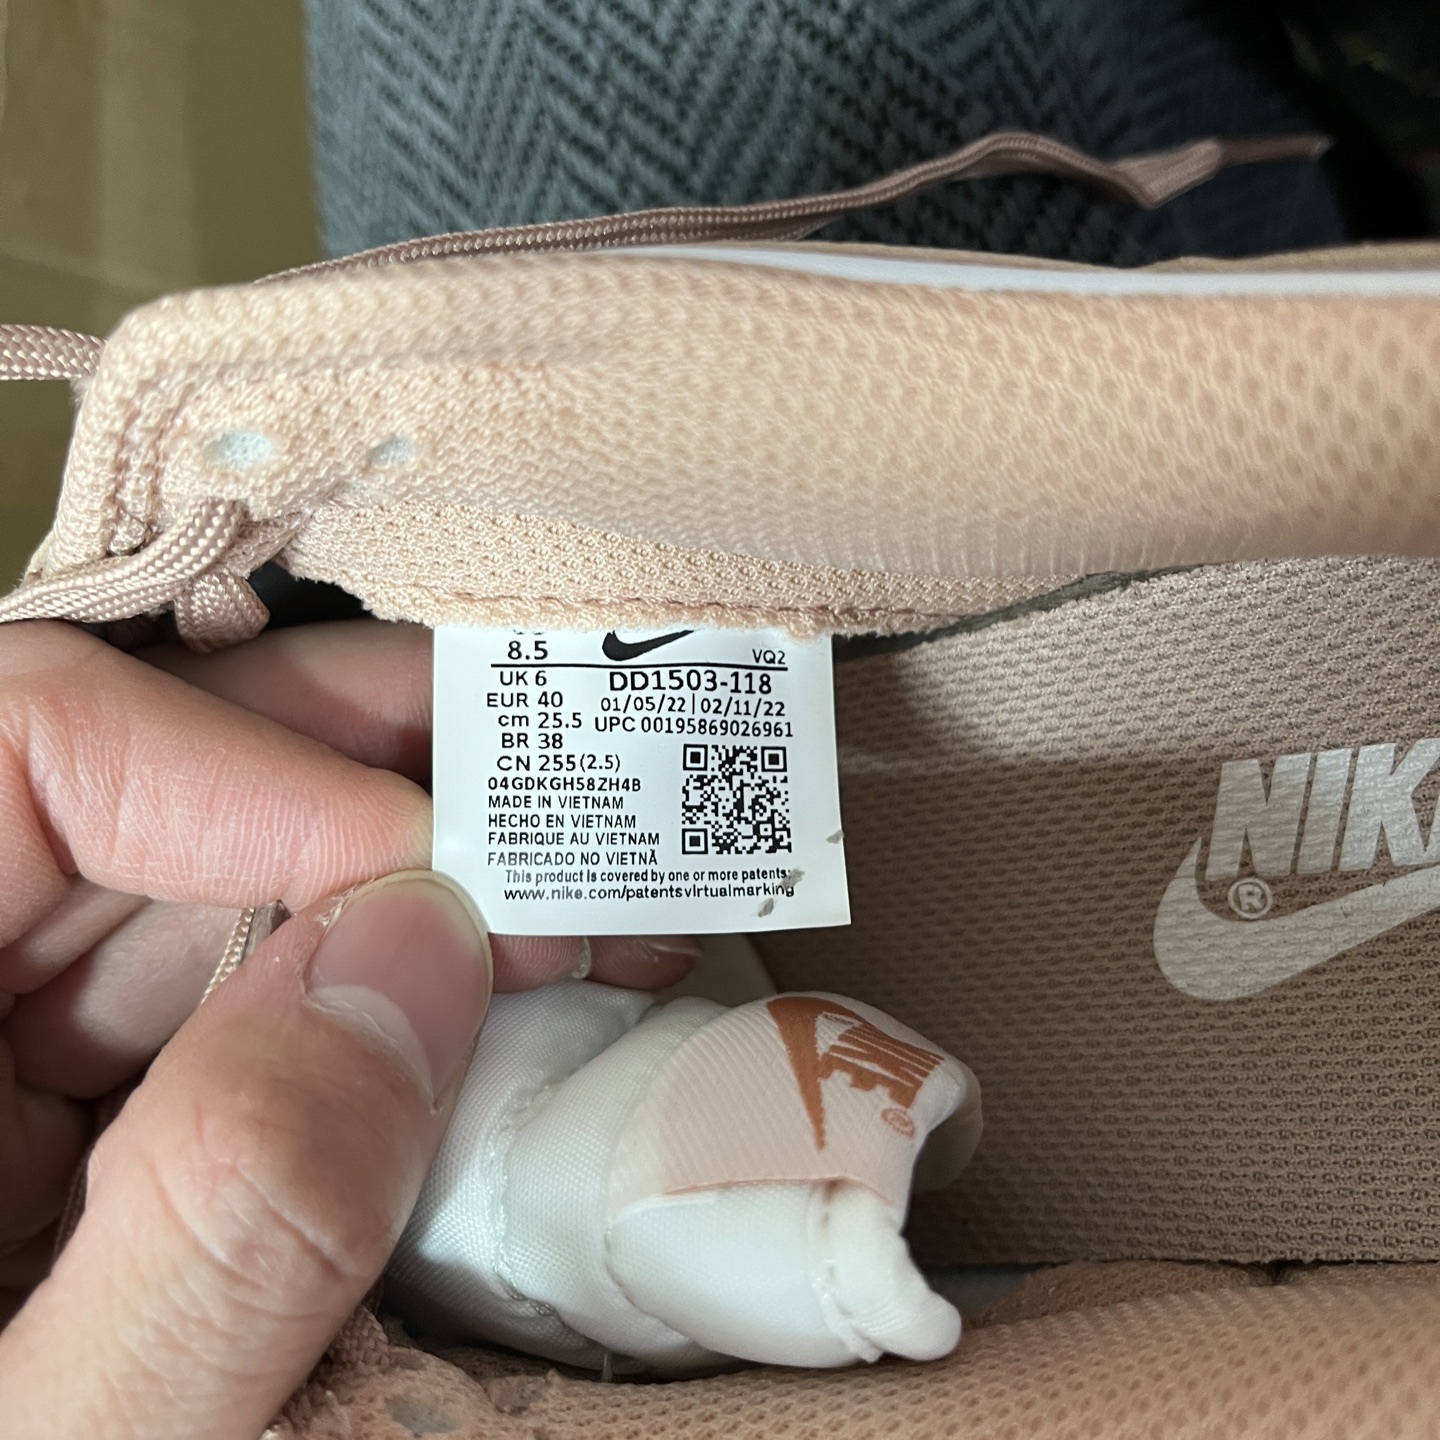 8.5
VQ2
UK 6
DD1503-118
EUR 40
01/05/22 | 02/11/22
cm 25.5
UPC 00195869026961
BR 38
CN 255(2.5)
04GDKGH58ZH4B
MADE IN VIETNAM
HECHO EN VIETNAM
FABRIQUE AU VIETNAM
FABRICADO NO VIETNÃ
This product is covered by one or more patents:
www.nike.com/patentsvirtualmarking
NIK
®
NIKE
®